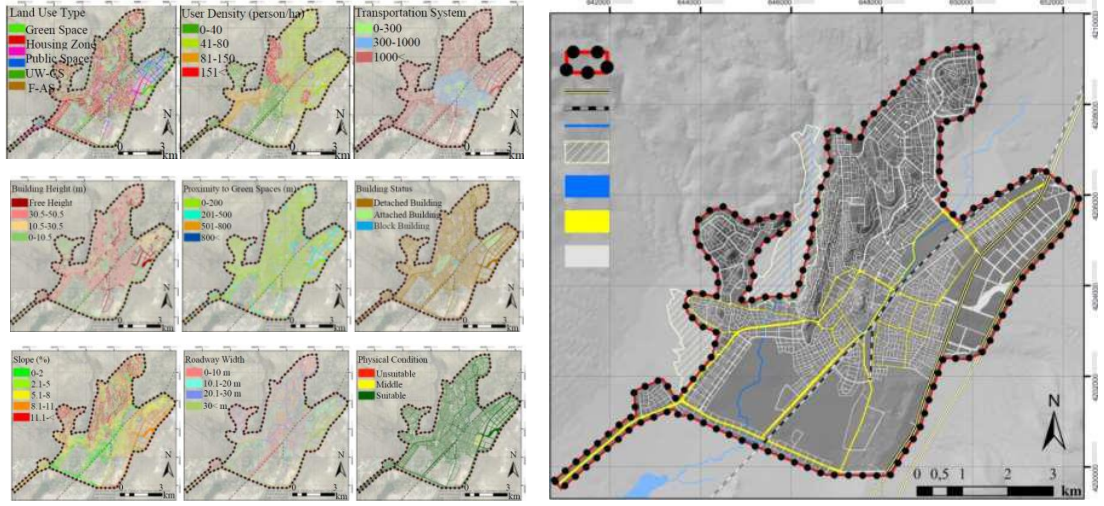 Land Use Type
Green Space
Housing Zone
Public Space
UW-CS
F-AS
N
0 3
km
User Density (person/ha)
0-40
41-80
81-150
151<
N
0 3
km
Transportation System
0-300
300-1000
1000<
N
0 3
km
Building Height (m)
Free Height
30.5-50.5
10.5-30.5
0-10.5
N
0 3
km
Proximity to Green Spaces (m)
0-200
201-500
501-800
800<
N
0 3
km
Building Status
Detached Building
Attached Building
Block Building
N
0 3
km
Slope (%)
0-2
2.1-5
5.1-8
8.1-11
11.1-<
N
0 3
km
Roadway Width
0-10 m
10.1-20 m
20.1-30 m
30< m
N
0 3
km
Physical Condition
Unsuitable
Middle
Suitable
N
0 3
km
642000 644000 646000 648000 650000 652000
4210000
4208000
4206000
4204000
4202000
4200000
N
0 0,5 1 2 3
km